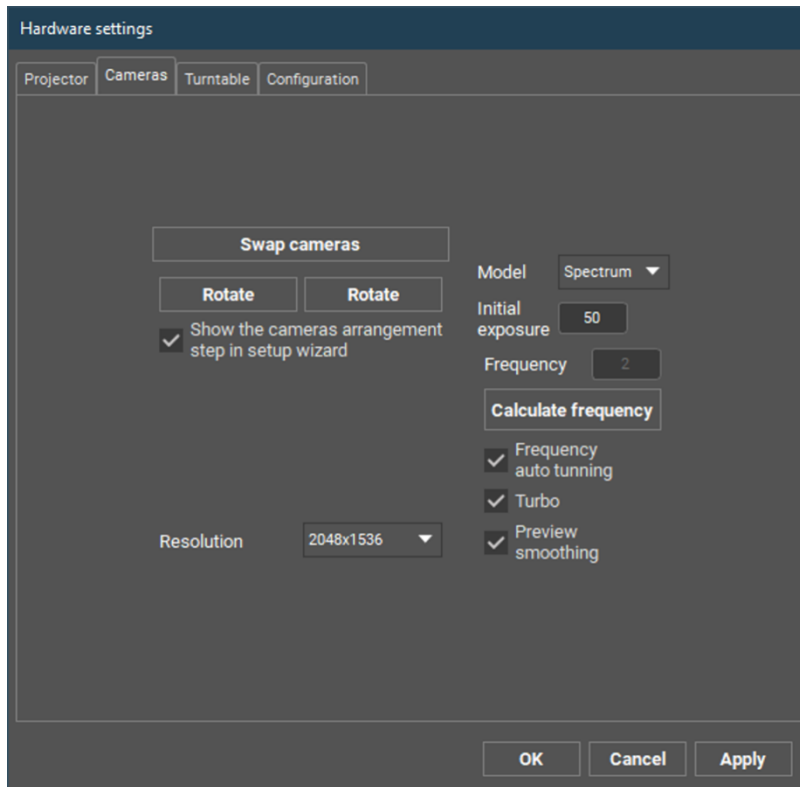 Hardware settings
Projector
Cameras
Turntable
Configuration
Swap cameras
Rotate
Rotate
Show the cameras arrangement
step in setup wizard
Resolution
2048x1536
Model
Spectrum
Initial
exposure
50
Frequency
2
Calculate frequency
Frequency
auto tunning
Turbo
Preview
smoothing
OK
Cancel
Apply